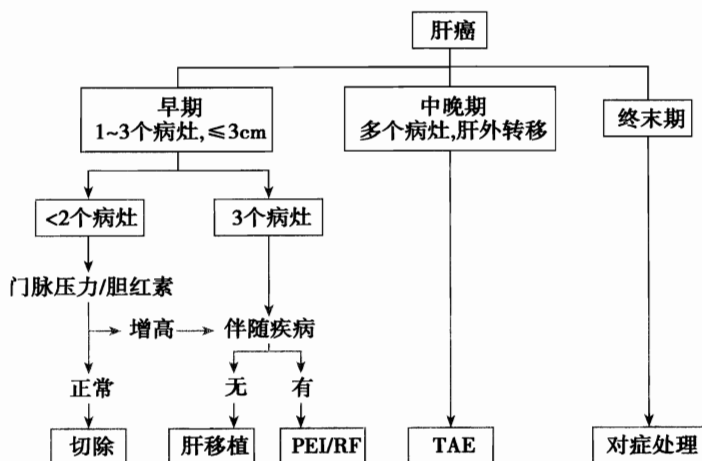 肝癌
早期
1~3个病灶,≤3cm
中晚期
多个病灶,肝外转移
终末期
<2个病灶
3个病灶
门脉压力/胆红素
增高
伴随疾病
正常
无
有
切除
肝移植
PEI/RF
TAE
对症处理